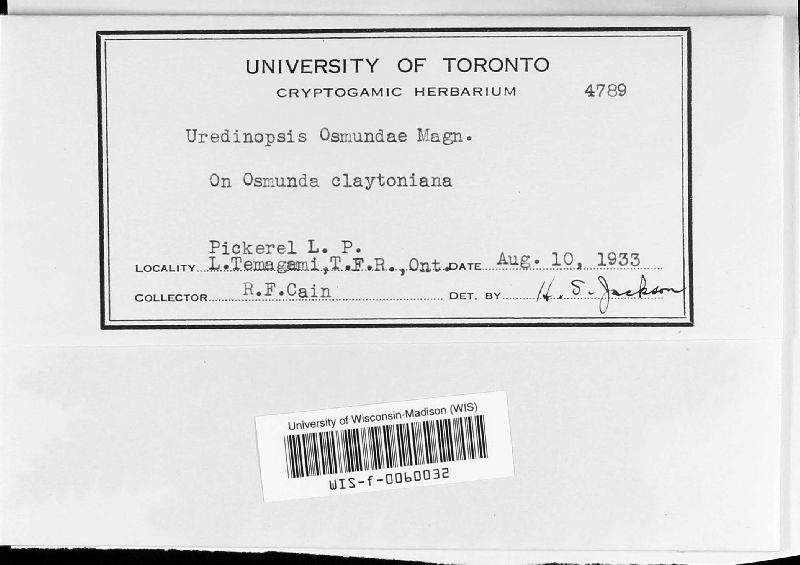 UNIVERSITY OF TORONTO
CRYPTOGAMIC HERBARIUM 4789
Uredinopsis Osmundae Magn.
On Osmunda claytoniana
Pickerel L. P.
LOCALITY L.Temagami,T.F.R.,Ont. DATE Aug. 10, 1933
COLLECTOR R.F.Cain DET. BY H. S. Jackson
University of Wisconsin-Madison (WIS)
WIS-f-0060032